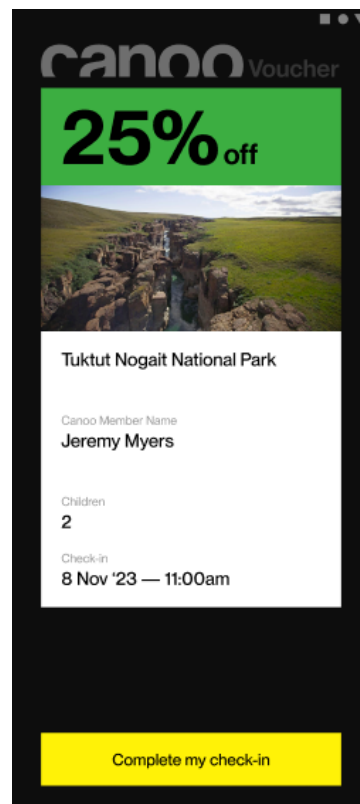 canoo Voucher
25% off
Tuktut Nogait National Park
Canoo Member Name
Jeremy Myers
Children
2
Check-in
8 Nov ‘23 — 11:00am
Complete my check-in